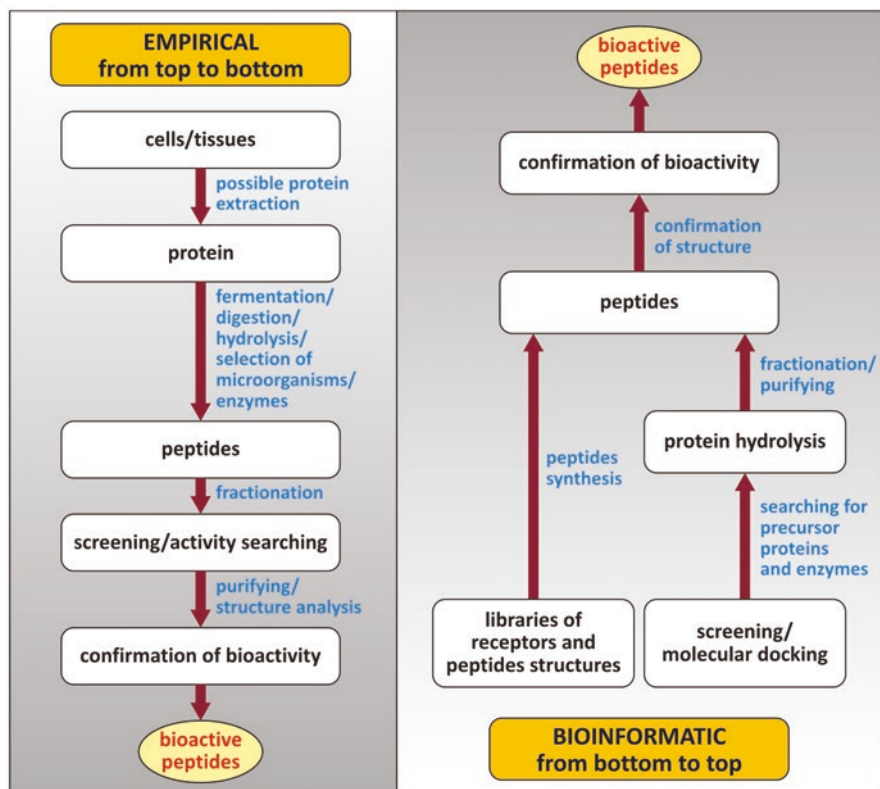 EMPIRICAL
from top to bottom
cells/tissues
possible protein
extraction
protein
fermentation/
digestion/
hydrolysis/
selection of
microorganisms/
enzymes
peptides
fractionation
screening/activity searching
purifying/
structure analysis
confirmation of bioactivity
bioactive
peptides
bioactive
peptides
confirmation of bioactivity
confirmation
of structure
peptides
fractionation/
purifying
protein hydrolysis
peptides
synthesis
searching for
precursor
proteins
and enzymes
libraries of
receptors and
peptides structures
screening/
molecular docking
BIOINFORMATIC
from bottom to top